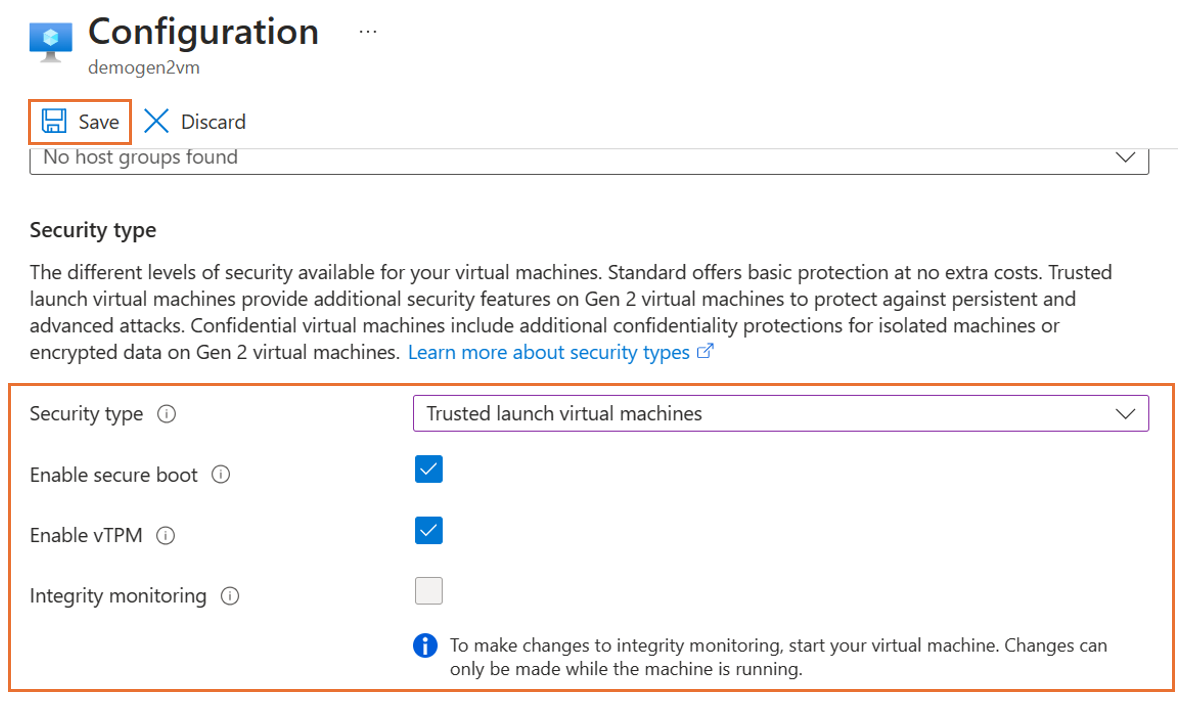 Configuration ...
demogen2vm
Save Discard
No host groups found
Security type
The different levels of security available for your virtual machines. Standard offers basic protection at no extra costs. Trusted
launch virtual machines provide additional security features on Gen 2 virtual machines to protect against persistent and
advanced attacks. Confidential virtual machines include additional confidentiality protections for isolated machines or
encrypted data on Gen 2 virtual machines. Learn more about security types
Security type Trusted launch virtual machines
Enable secure boot
Enable vTPM
Integrity monitoring
To make changes to integrity monitoring, start your virtual machine. Changes can
only be made while the machine is running.